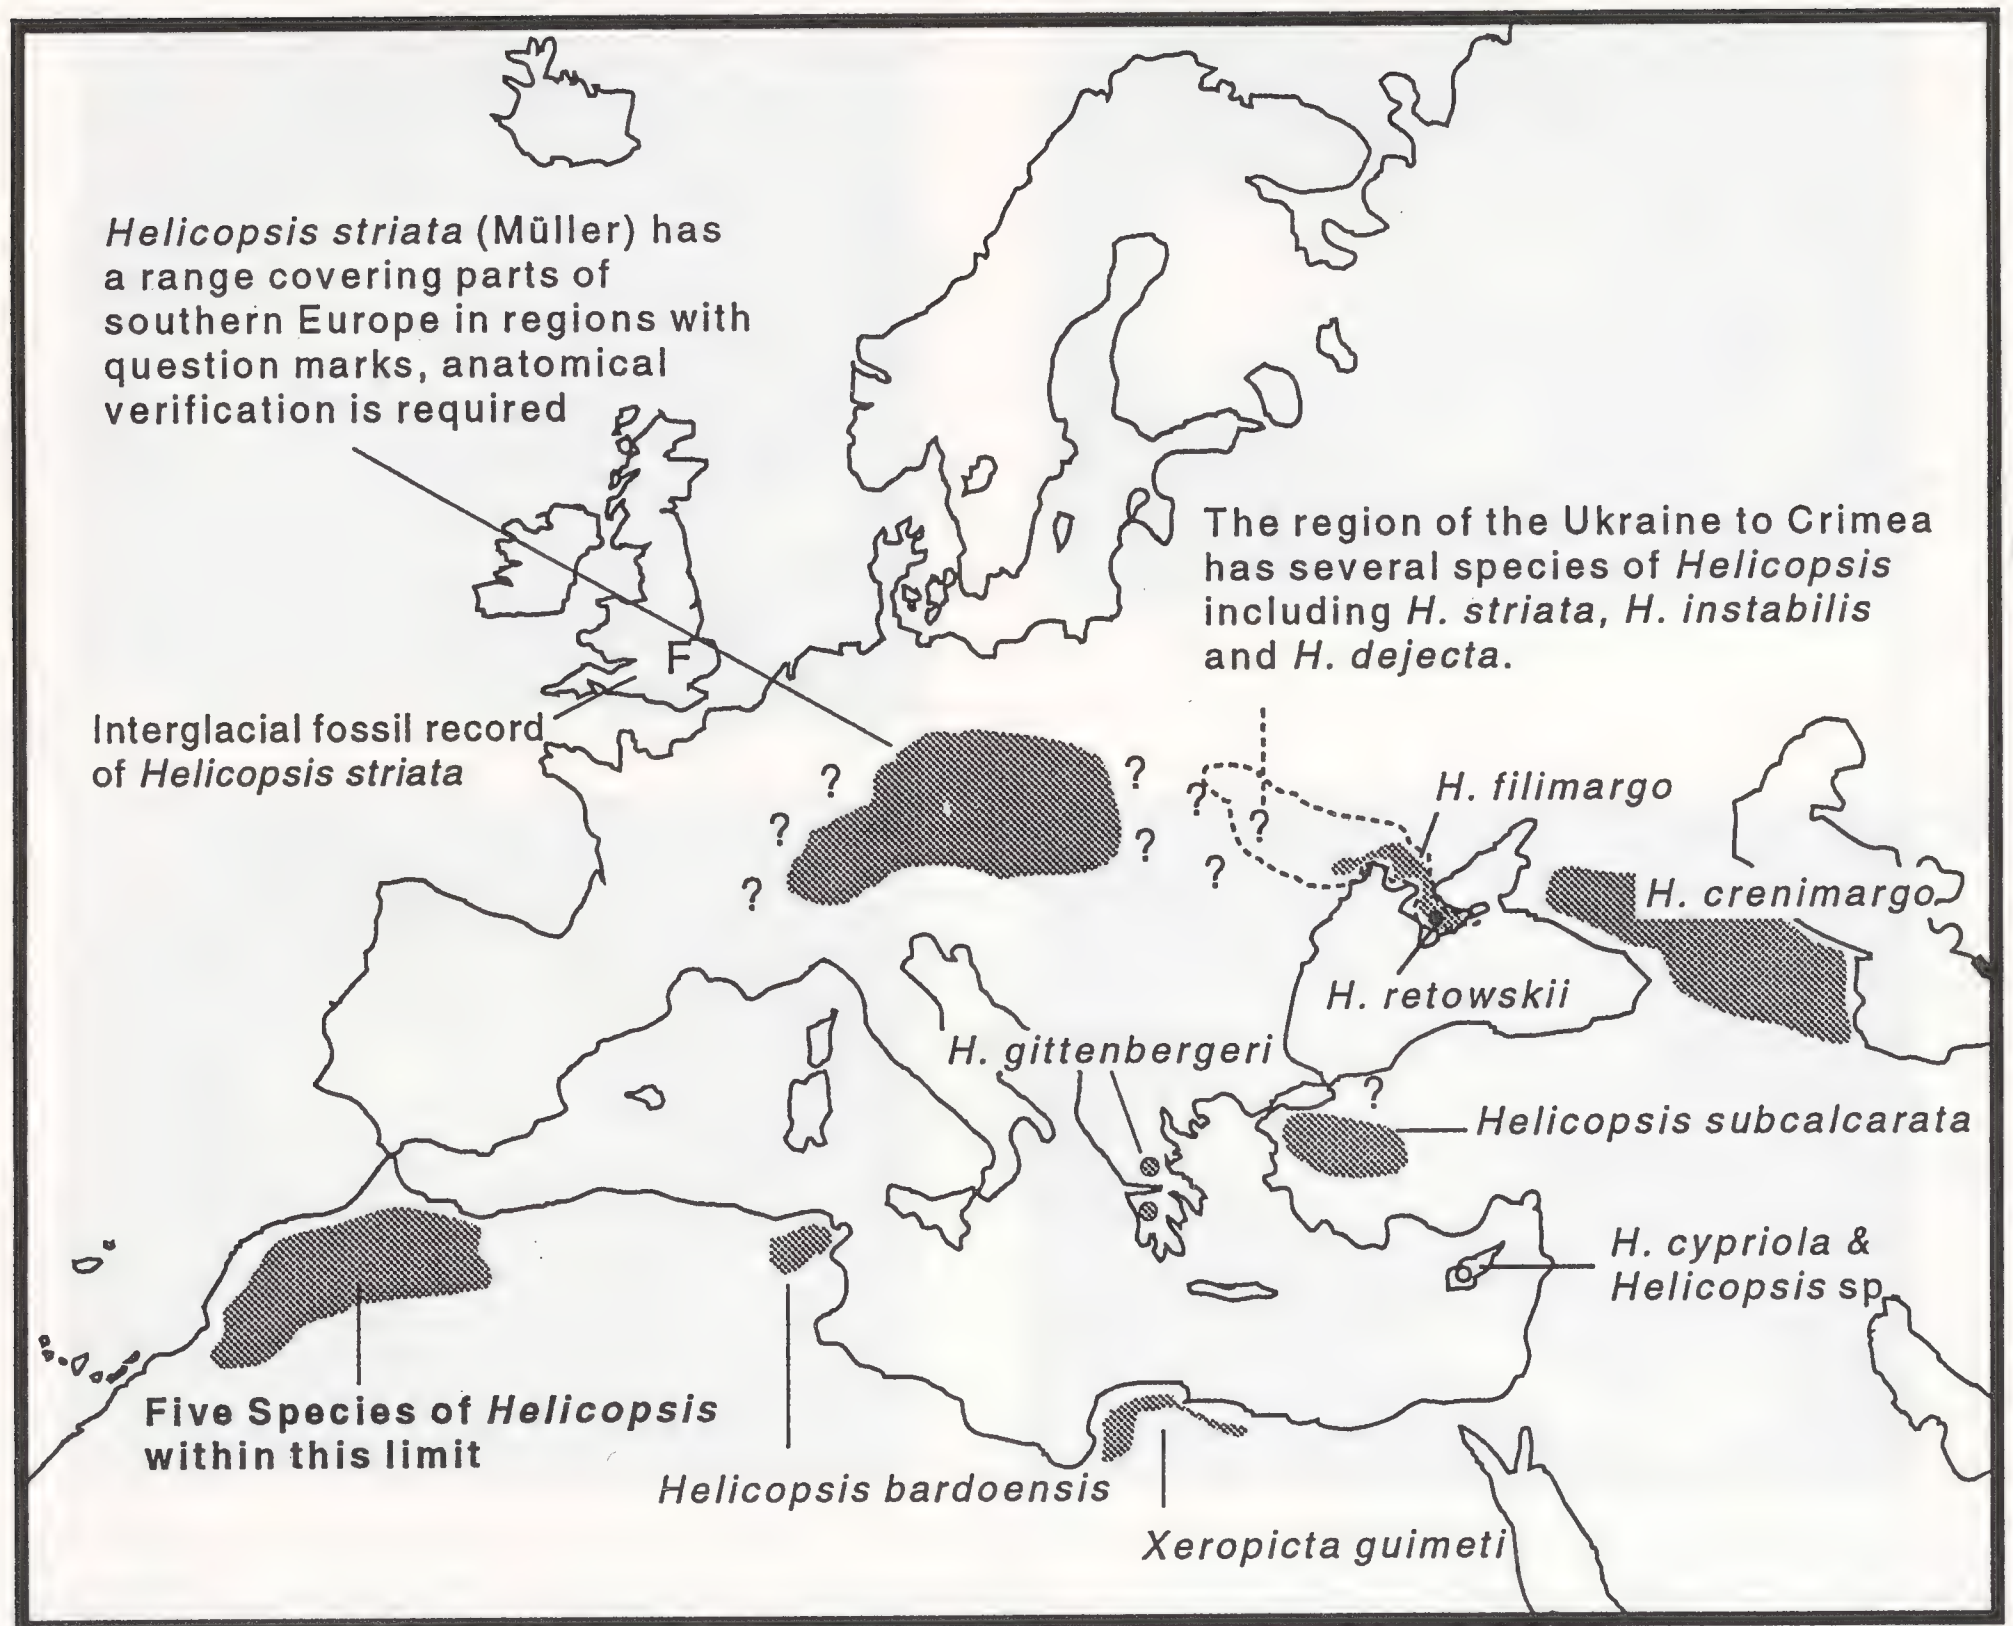 Helicopsis striata (Müller) has
a range covering parts of
southern Europe in regions with
question marks, anatomical
verification is required
The region of the Ukraine to Crimea
has several species of Helicopsis
including H. striata, H. instabilis
and H. dejecta.
F
Interglacial fossil record
of Helicopsis striata
?
?
?
?
?
?
?
?
H. filimargo
H. crenimargo
H. retowskii
H. gittenbergeri
?
Helicopsis subcalcarata
H. cypriola &
Helicopsis sp.
Five Species of Helicopsis
within this limit
Helicopsis bardoensis
Xeropicta guimeti